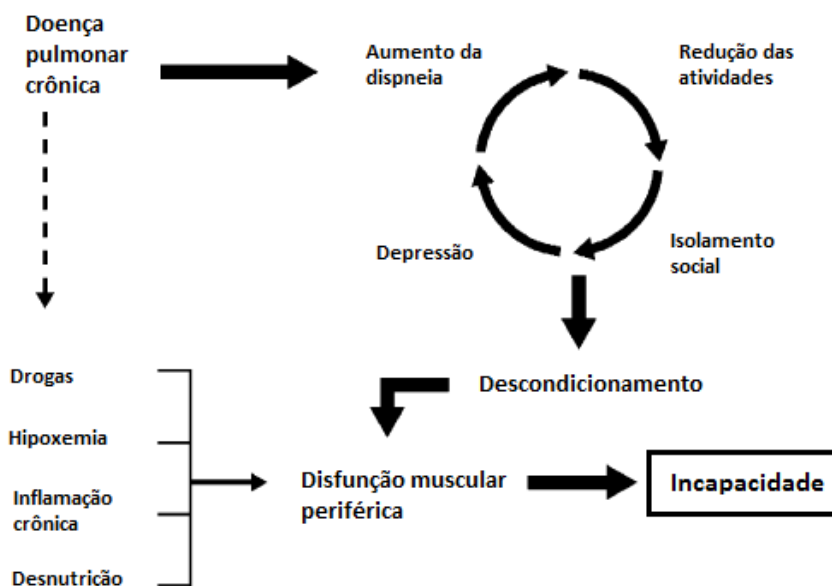 Doença
pulmonar
crônica
Aumento da
dispneia
Redução das
atividades
Depressão
Isolamento
social
Descondicionamento
Drogas
Hipoxemia
Inflamação
crônica
Desnutrição
Disfunção muscular
periférica
Incapacidade